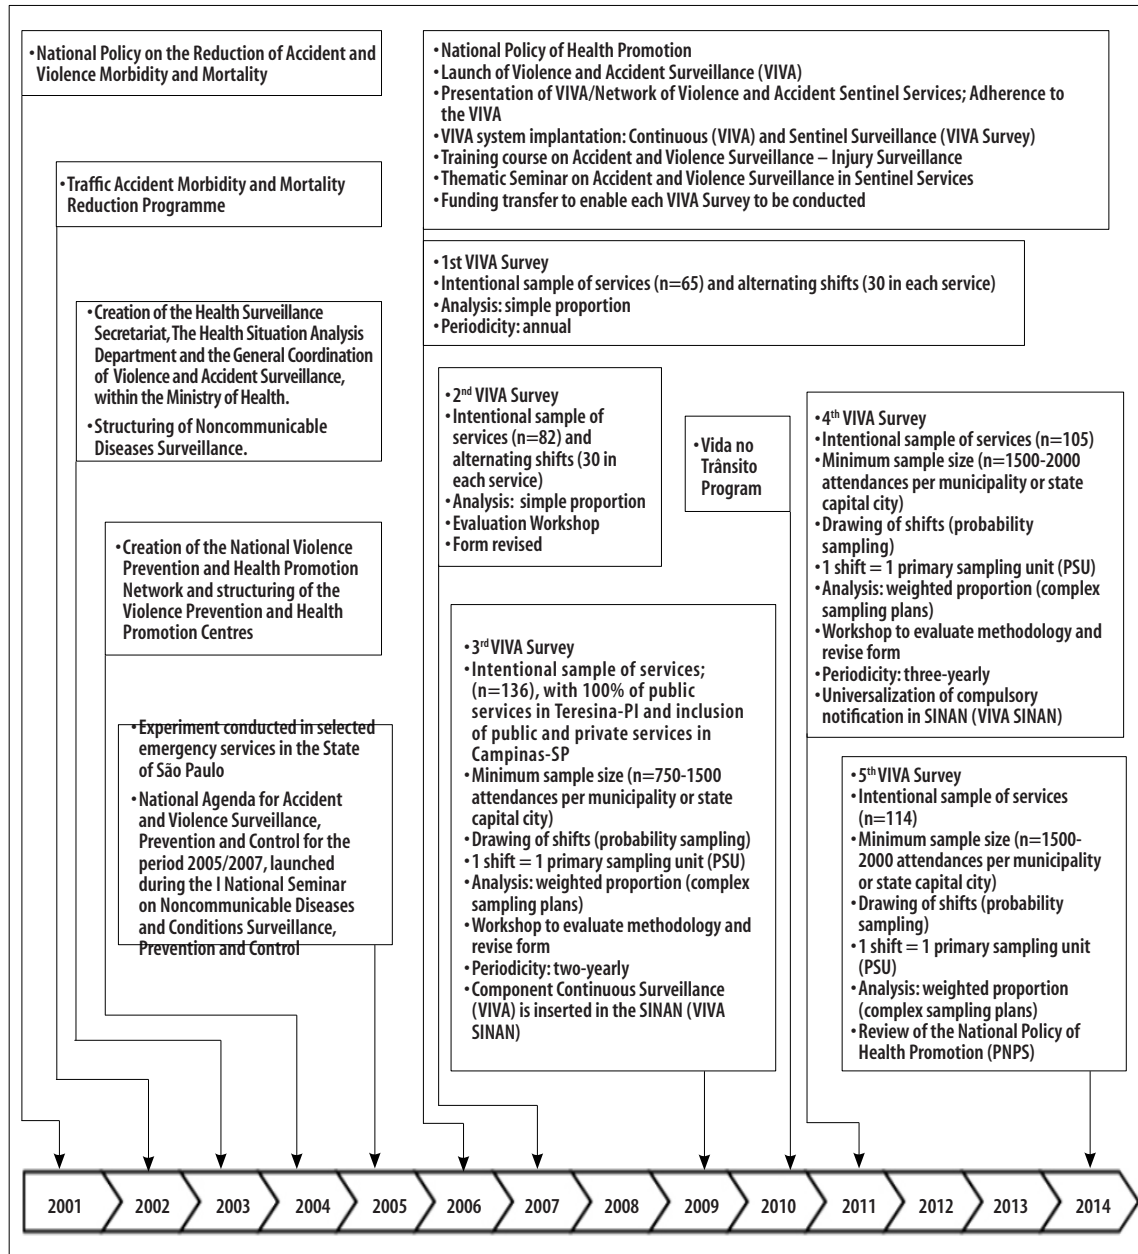 • National Policy on the Reduction of Accident and
Violence Morbidity and Mortality
• Traffic Accident Morbidity and Mortality
Reduction Programme
• Creation of the Health Surveillance
Secretariat, The Health Situation Analysis
Department and the General Coordination
of Violence and Accident Surveillance,
within the Ministry of Health.
• Structuring of Noncommunicable
Diseases Surveillance.
• Creation of the National Violence
Prevention and Health Promotion
Network and structuring of the
Violence Prevention and Health
Promotion Centres
• Experiment conducted in selected
emergency services in the State
of São Paulo
• National Agenda for Accident
and Violence Surveillance,
Prevention and Control for the
period 2005/2007, launched
during the I National Seminar
on Noncommunicable Diseases
and Conditions Surveillance,
Prevention and Control
• National Policy of Health Promotion
• Launch of Violence and Accident Surveillance (VIVA)
• Presentation of VIVA/Network of Violence and Accident Sentinel Services; Adherence to
the VIVA
• VIVA system implantation: Continuous (VIVA) and Sentinel Surveillance (VIVA Survey)
• Training course on Accident and Violence Surveillance – Injury Surveillance
• Thematic Seminar on Accident and Violence Surveillance in Sentinel Services
• Funding transfer to enable each VIVA Survey to be conducted
• 1st VIVA Survey
• Intentional sample of services (n=65) and alternating shifts (30 in each service)
• Analysis: simple proportion
• Periodicity: annual
• 2nd VIVA Survey
• Intentional sample of
services (n=82) and
alternating shifts (30 in
each service)
• Analysis: simple proportion
• Evaluation Workshop
• Form revised
• 3rd VIVA Survey
• Intentional sample of services;
(n=136), with 100% of public
services in Teresina-PI and inclusion
of public and private services in
Campinas-SP
• Minimum sample size (n=750-1500
attendances per municipality or state
capital city)
• Drawing of shifts (probability sampling)
• 1 shift = 1 primary sampling unit (PSU)
• Analysis: weighted proportion (complex
sampling plans)
• Workshop to evaluate methodology and
revise form
• Periodicity: two-yearly
• Component Continuous Surveillance
(VIVA) is inserted in the SINAN (VIVA
SINAN)
• Vida no
Trânsito
Program
• 4th VIVA Survey
• Intentional sample of services (n=105)
• Minimum sample size (n=1500-2000
attendances per municipality or state
capital city)
• Drawing of shifts (probability
sampling)
• 1 shift = 1 primary sampling unit (PSU)
• Analysis: weighted proportion (complex
sampling plans)
• Workshop to evaluate methodology and
revise form
• Periodicity: three-yearly
• Universalization of compulsory
notification in SINAN (VIVA SINAN)
• 5th VIVA Survey
• Intentional sample of services
(n=114)
• Minimum sample size (n=1500-
2000 attendances per municipality
or state capital city)
• Drawing of shifts (probability
sampling)
• 1 shift = 1 primary sampling unit
(PSU)
• Analysis: weighted proportion
(complex sampling plans)
• Review of the National Policy of
Health Promotion (PNPS)
2001 2002 2003 2004 2005 2006 2007 2008 2009 2010 2011 2012 2013 2014